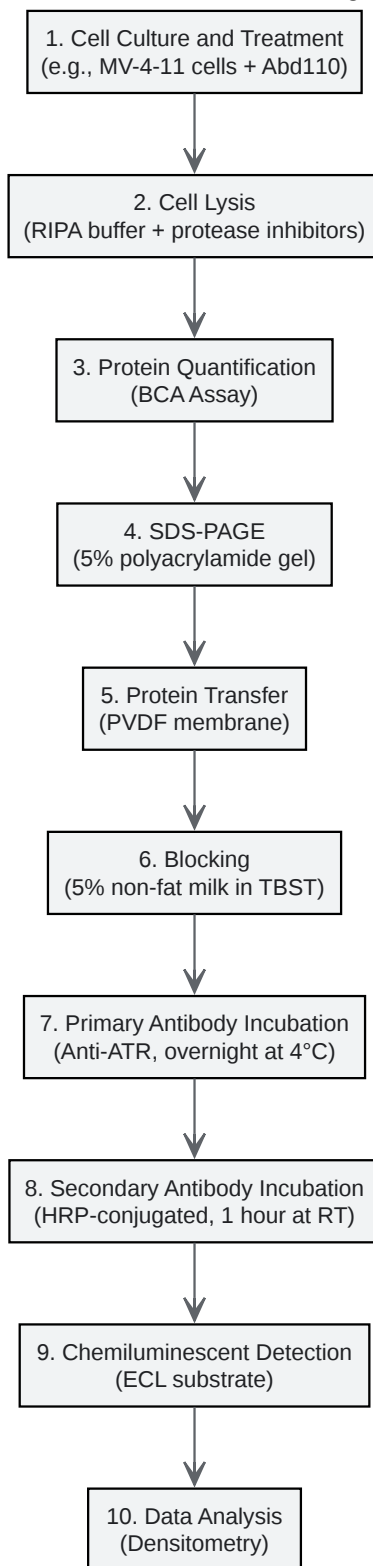 1. Cell Culture and Treatment
(e.g., MV-4-11 cells + Abd110)
2. Cell Lysis
(RIPA buffer + protease inhibitors)
3. Protein Quantification
(BCA Assay)
4. SDS-PAGE
(5% polyacrylamide gel)
5. Protein Transfer
(PVDF membrane)
6. Blocking
(5% non-fat milk in TBST)
7. Primary Antibody Incubation
(Anti-ATR, overnight at 4°C)
8. Secondary Antibody Incubation
(HRP-conjugated, 1 hour at RT)
9. Chemiluminescent Detection
(ECL substrate)
10. Data Analysis
(Densitometry)